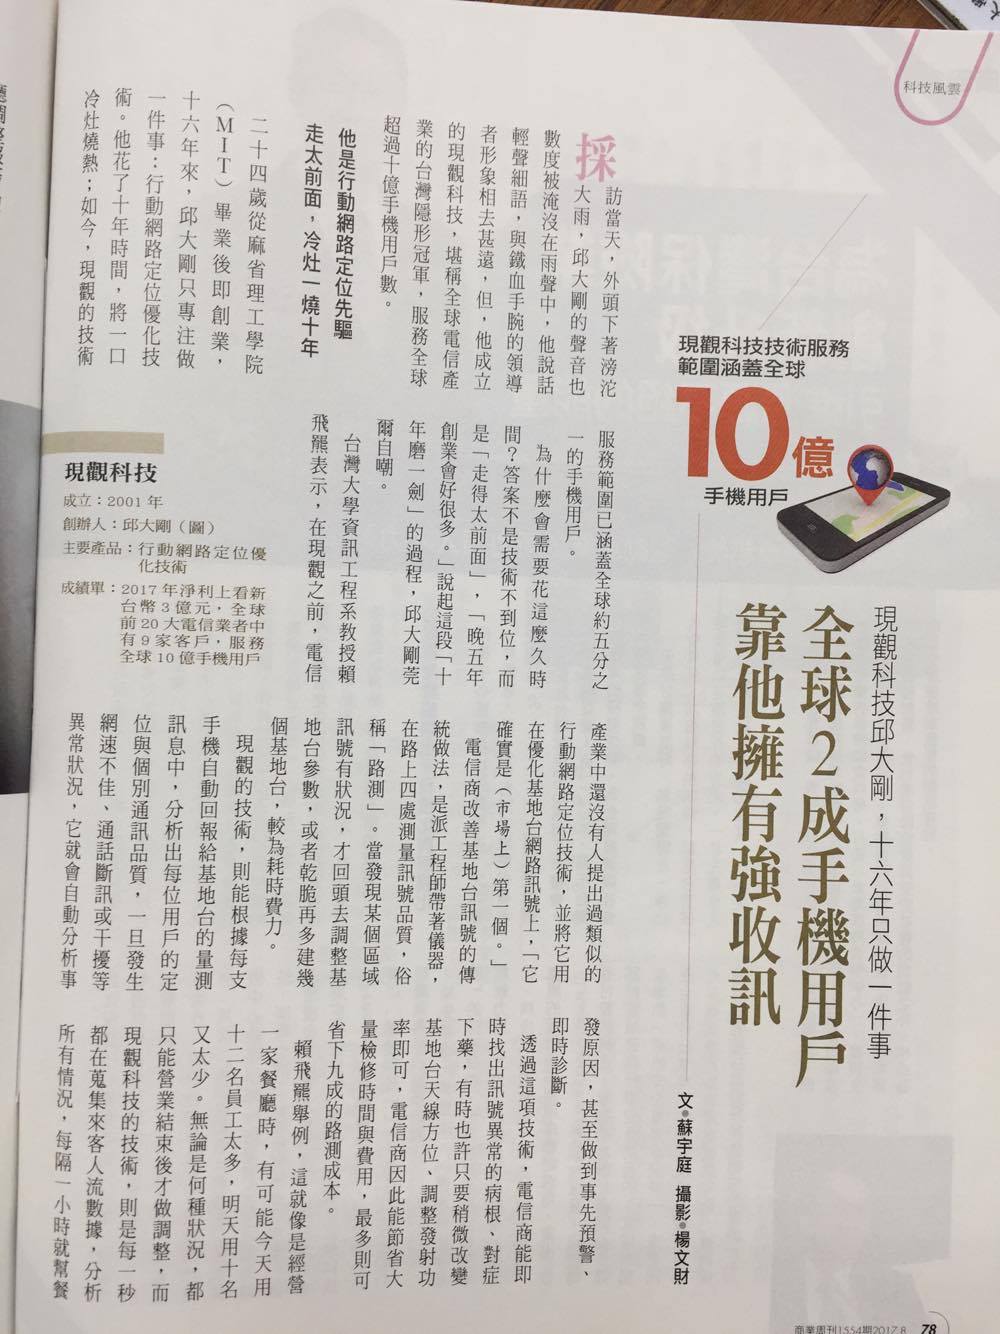 科技風雲
現觀科技邱大剛，十六年只做一件事
全球2成手機用戶
靠他擁有強收訊
文●蘇宇庭　攝影●楊文財
現觀科技技術服務
範圍涵蓋全球
10億
手機用戶
採訪當天，外頭下著滂沱
大雨，邱大剛的聲音也
數度被淹沒在雨聲中，他說話
輕聲細語，與鐵血手腕的領導
者形象相去甚遠，但，他成立
的現觀科技，堪稱全球電信產
業的台灣隱形冠軍，服務全球
超過十億手機用戶數。
他是行動網路定位先驅
走太前面，冷灶一燒十年
二十四歲從麻省理工學院
（MIT）畢業後即創業，
十六年來，邱大剛只專注做
一件事：行動網路定位優化技
術。他花了十年時間，將一口
冷灶燒熱；如今，現觀的技術
服務範圍已涵蓋全球約五分之
一的手機用戶。
為什麼會需要花這麼久時
間？答案不是技術不到位，而
是「走得太前面」，「晚五年
創業會好很多。」說起這段「十
年磨一劍」的過程，邱大剛莞
爾自嘲。
台灣大學資訊工程系教授賴
飛羆表示，在現觀之前，電信
現觀科技
成立：2001年
創辦人：邱大剛（圖）
主要產品：行動網路定位優
化技術
成績單：2017年淨利上看新
台幣3億元，全球
前20大電信業者中
有9家客戶，服務
全球10億手機用戶
產業中還沒有人提出過類似的
行動網路定位技術，並將它用
在優化基地台網路訊號上，「它
確實是（市場上）第一個。」
電信商改善基地台訊號的傳
統做法，是派工程師帶著儀器，
在路上四處測量訊號品質，俗
稱「路測」。當發現某個區域
訊號有狀況，才回頭去調整基
地台參數，或者乾脆再多建幾
個基地台，較為耗時費力。
現觀的技術，則能根據每支
手機自動回報給基地台的量測
訊息中，分析出每位用戶的定
位與個別通訊品質，一旦發生
網速不佳、通話斷訊或干擾等
異常狀況，它就會自動分析事
發原因，甚至做到事先預警、
即時診斷。
透過這項技術，電信商能即
時找出訊號異常的病根、對症
下藥，有時也許只要稍微改變
基地台天線方位、調整發射功
率即可，電信商因此能節省大
量檢修時間與費用，最多則可
省下九成的路測成本。
賴飛羆舉例，這就像是經營
一家餐廳時，有可能今天用
十二名員工太多，明天用十名
又太少。無論是何種狀況，都
只能營業結束後才做調整，而
現觀科技的技術，則是每一秒
都在蒐集來客人流數據，分析
所有情況，每隔一小時就幫餐
商業周刊1554期2017.8
78